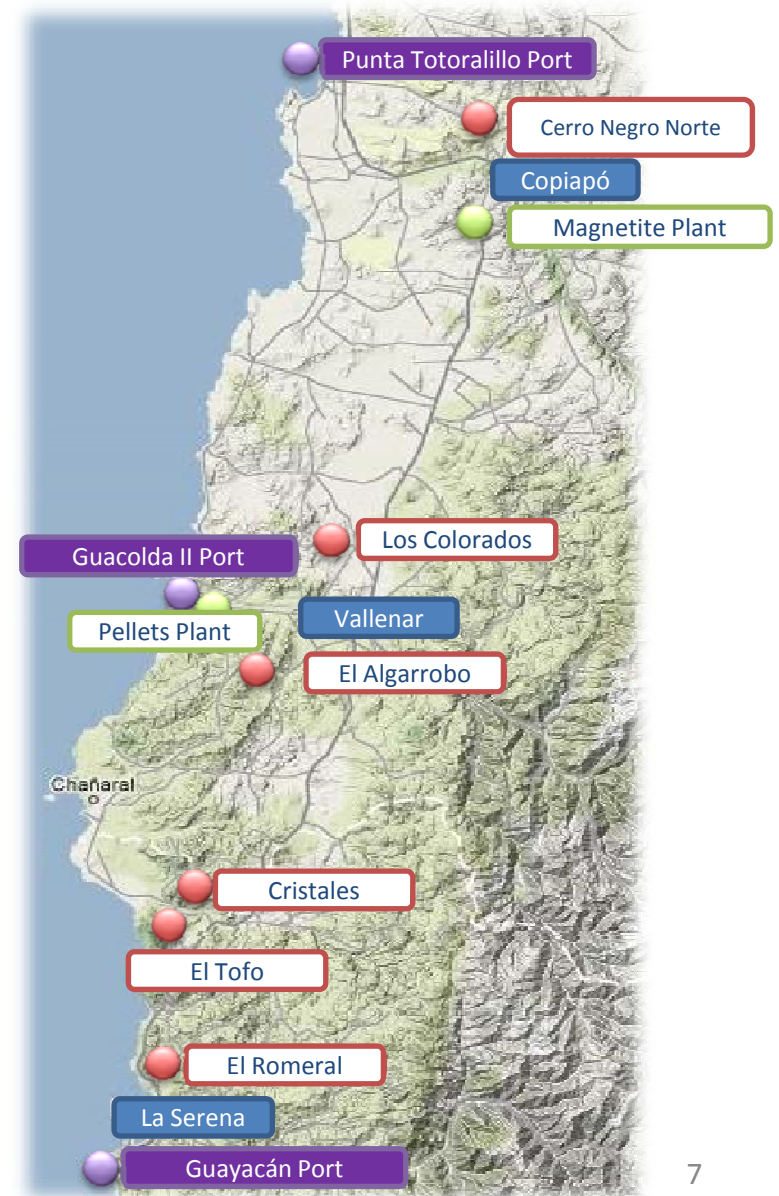 Punta Totoralillo Port
Cerro Negro Norte
Copiapó
Magnetite Plant
Los Colorados
Guacolda II Port
Vallenar
Pellets Plant
El Algarrobo
Chañaral
Cristales
El Tofo
El Romeral
La Serena
Guayacán Port
7